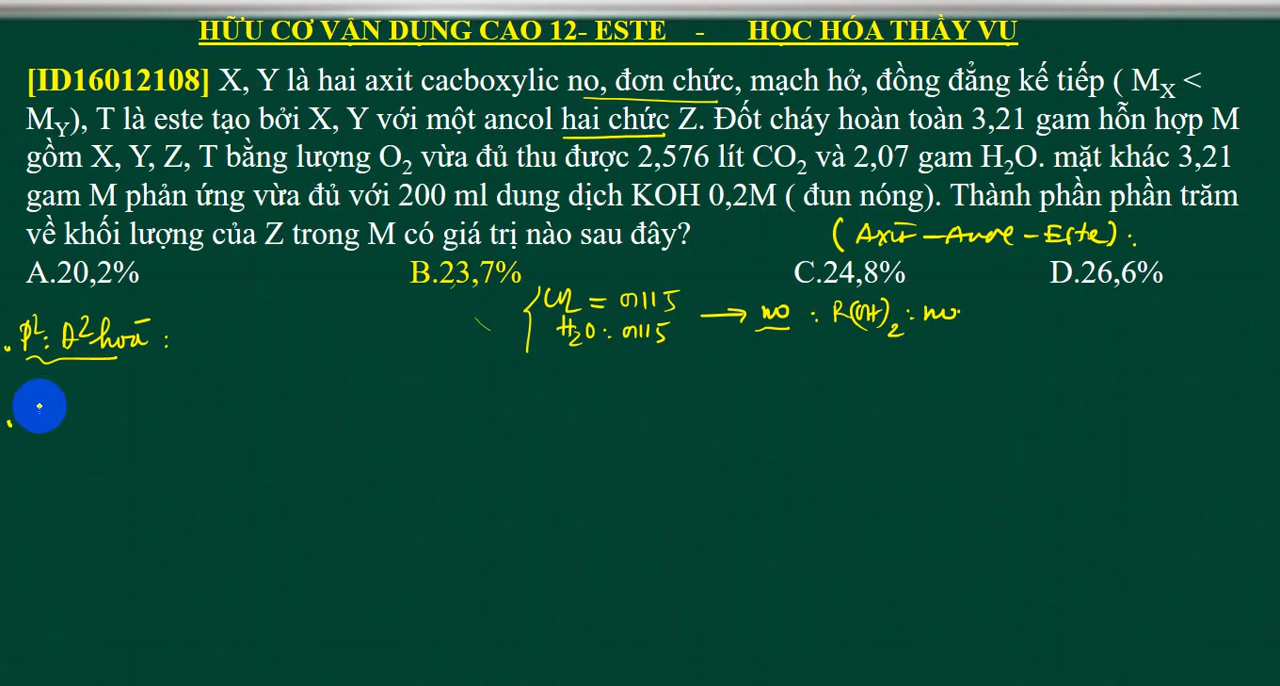 HỮU CƠ VẬN DỤNG CAO 12- ESTE - HỌC HÓA THẦY VỤ
[ID16012108] X, Y là hai axit cacboxylic no, đơn chức, mạch hở, đồng đẳng kế tiếp ( M_X <
M_Y), T là este tạo bởi X, Y với một ancol hai chức Z. Đốt cháy hoàn toàn 3,21 gam hỗn hợp M
gồm X, Y, Z, T bằng lượng O₂ vừa đủ thu được 2,576 lít CO₂ và 2,07 gam H₂O. mặt khác 3,21
gam M phản ứng vừa đủ với 200 ml dung dịch KOH 0,2M ( đun nóng). Thành phần phần trăm
về khối lượng của Z trong M có giá trị nào sau đây?
(Axit - Ancol - Este) :
A.20,2% B.23,7% C.24,8% D.26,6%
CO2 = 0,115
→ no : R(OH)₂ : no.
H₂O : 0,115
. P² : Đ² hoá :